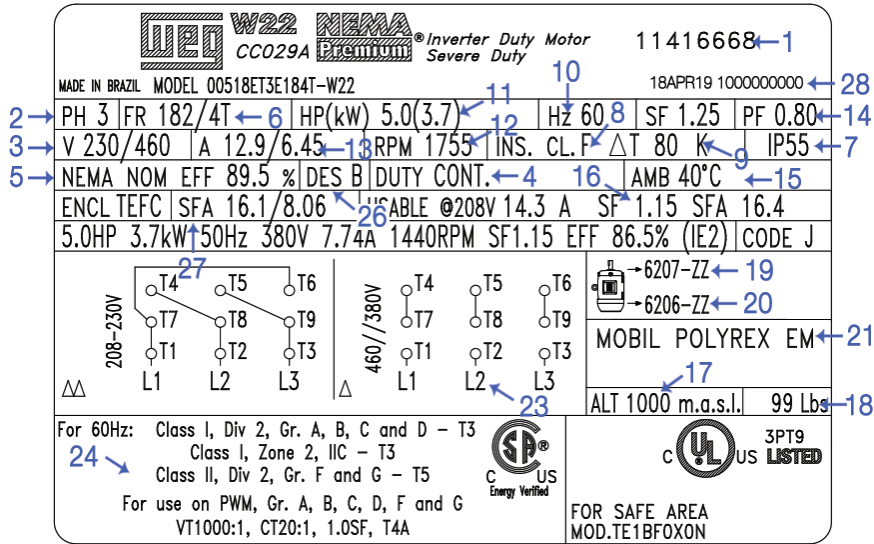 WEG W22 NEMA Premium® Inverter Duty Motor 11416668 1
CC029A Severe Duty
10
MADE IN BRAZIL MODEL 00518ET3E184T-W22 18APR19 1000000000 28
11
2 PH 3 FR 182/4T 6 HP(kW) 5.0(3.7) Hz 60 8 SF 1.25 PF 0.80 14
12
3 V 230/460 A 12.9/6.45 13 RPM 1755 INS. CL. F ΔT 80 K 9 IP55 7
5 NEMA NOM EFF 89.5 % DES B DUTY CONT. 4 16 AMB 40°C 15
ENCL TEFC SFA 16.1/8.06 26 USABLE @208V 14.3 A SF 1.15 SFA 16.4
5.0HP 3.7kW 50Hz 380V 7.74A 1440RPM SF1.15 EFF 86.5% (IE2) CODE J
27
208-230V
T4 T5 T6
T7 T8 T9
T1 T2 T3
ΔΔ L1 L2 L3
460//380V
T4 T5 T6
T7 T8 T9
T1 T2 T3
Δ L1 L2 L3
23
6207-ZZ 19
6206-ZZ 20
MOBIL POLYREX EM 21
17
ALT 1000 m.a.s.l. 99 Lbs 18
For 60Hz: Class I, Div 2, Gr. A, B, C and D - T3
Class I, Zone 2, IIC - T3
24 Class II, Div 2, Gr. F and G - T5
For use on PWM, Gr. A, B, C, D, F and G
VT1000:1, CT20:1, 1.0SF, T4A
SA®
C US
Energy Verified
C UL US 3PT9
LISTED
FOR SAFE AREA
MOD.TE1BFOXON